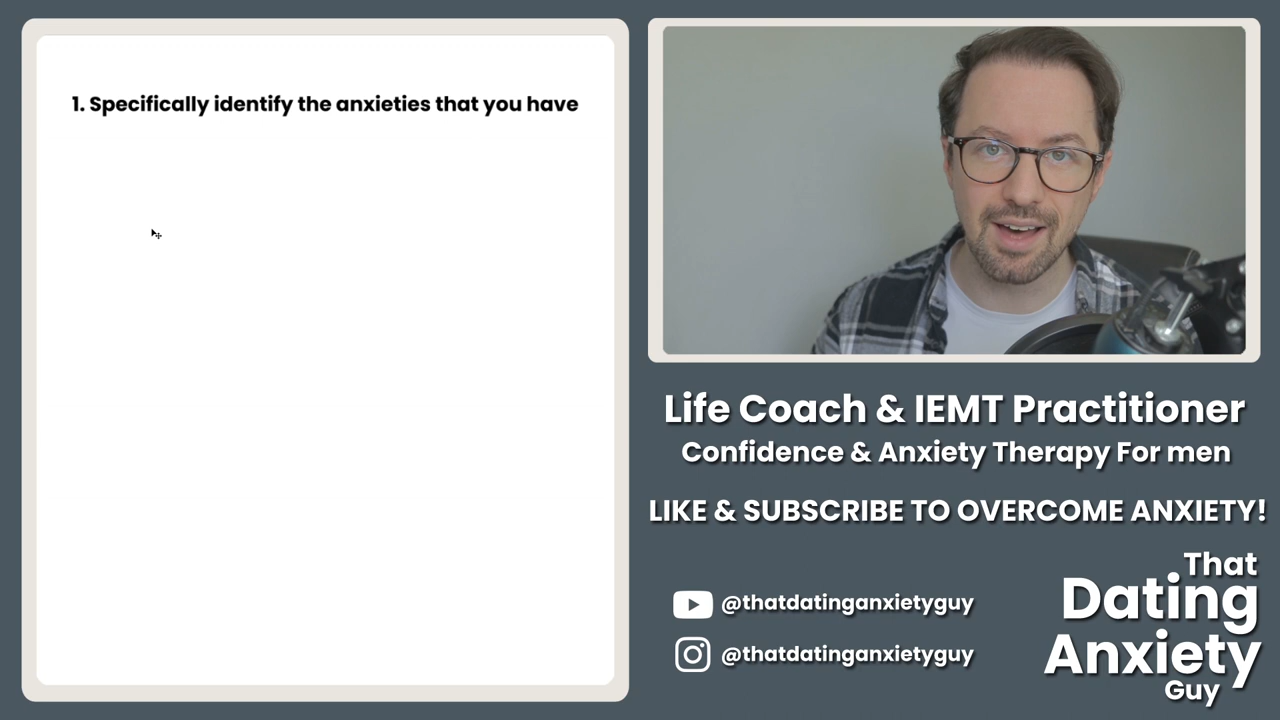 1. Specifically identify the anxieties that you have
Life Coach & IEMT Practitioner
Confidence & Anxiety Therapy For men
LIKE & SUBSCRIBE TO OVERCOME ANXIETY!
@thatdatinganxietyguy
@thatdatinganxietyguy
That
Dating
Anxiety
Guy